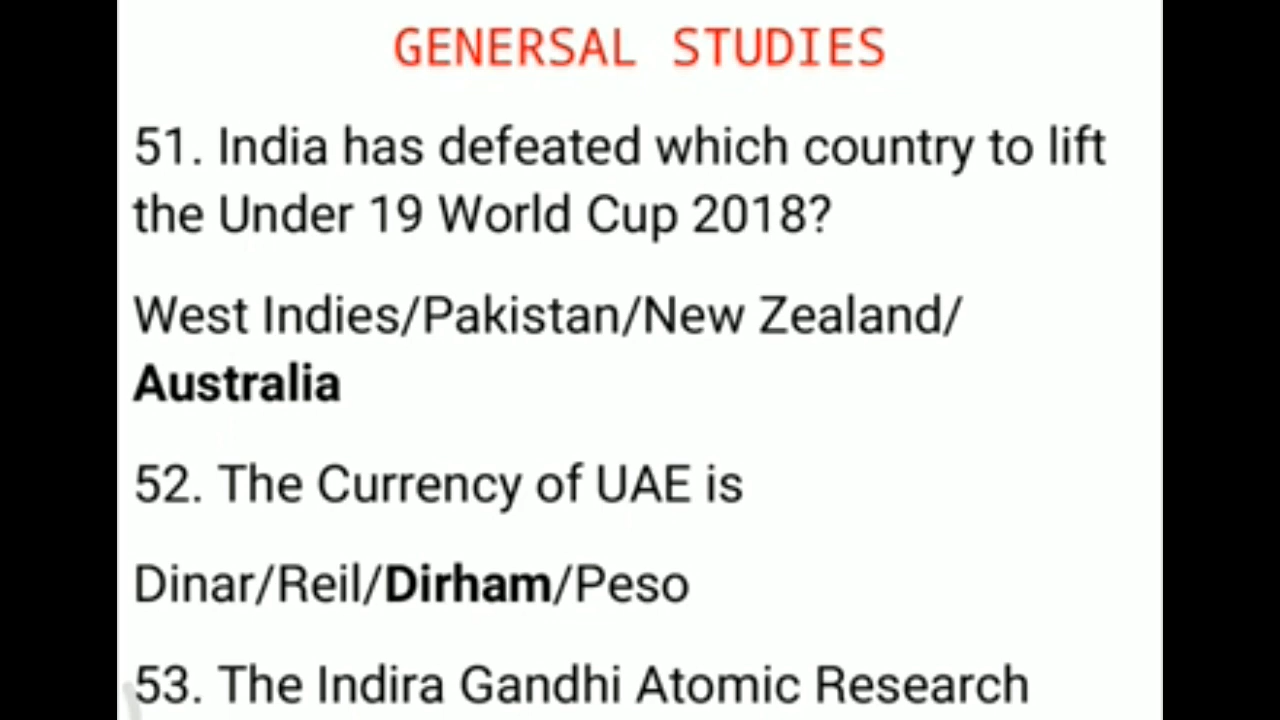 GENERSAL STUDIES
51. India has defeated which country to lift
the Under 19 World Cup 2018?
West Indies/Pakistan/New Zealand/
Australia
52. The Currency of UAE is
Dinar/Reil/Dirham/Peso
53. The Indira Gandhi Atomic Research